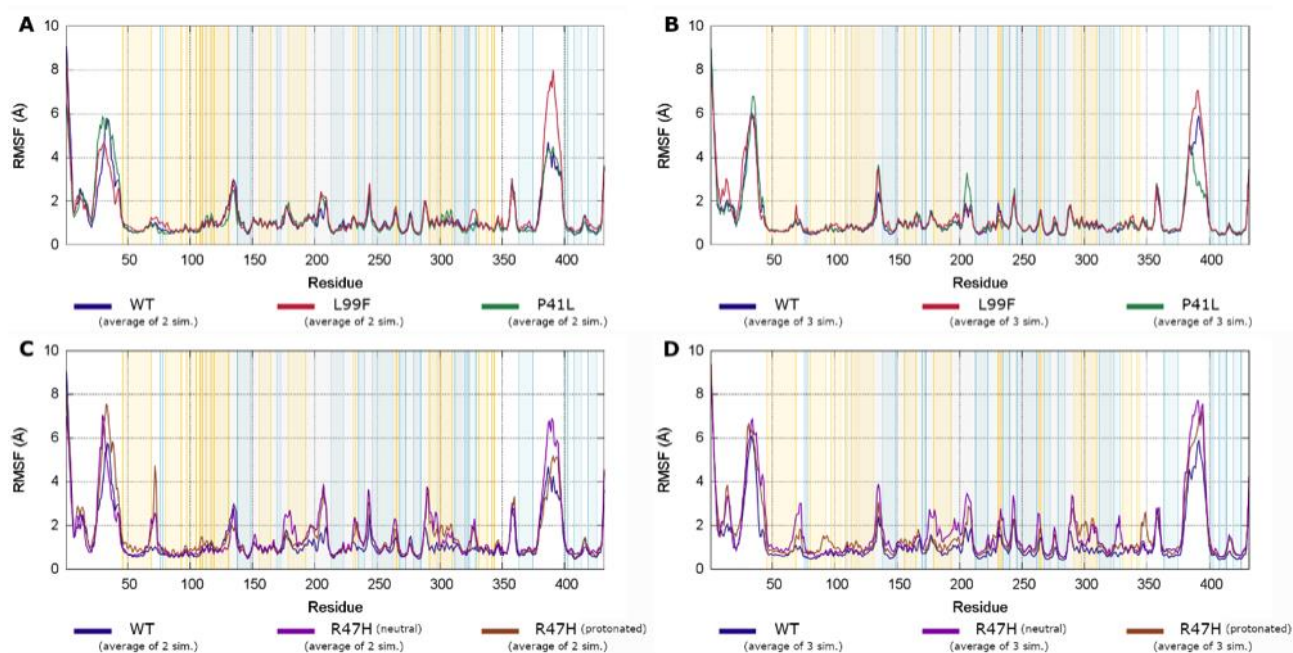 A
10
8
6
4
2
0
RMSF (Å)
50 100 150 200 250 300 350 400
Residue
WT L99F P41L
(average of 2 sim.) (average of 2 sim.) (average of 2 sim.)
B
10
8
6
4
2
0
RMSF (Å)
50 100 150 200 250 300 350 400
Residue
WT L99F P41L
(average of 3 sim.) (average of 3 sim.) (average of 3 sim.)
C
10
8
6
4
2
0
RMSF (Å)
50 100 150 200 250 300 350 400
Residue
WT R47H (neutral) R47H (protonated)
(average of 2 sim.) (average of 2 sim.) (average of 2 sim.)
D
10
8
6
4
2
0
RMSF (Å)
50 100 150 200 250 300 350 400
Residue
WT R47H (neutral) R47H (protonated)
(average of 3 sim.) (average of 3 sim.) (average of 3 sim.)